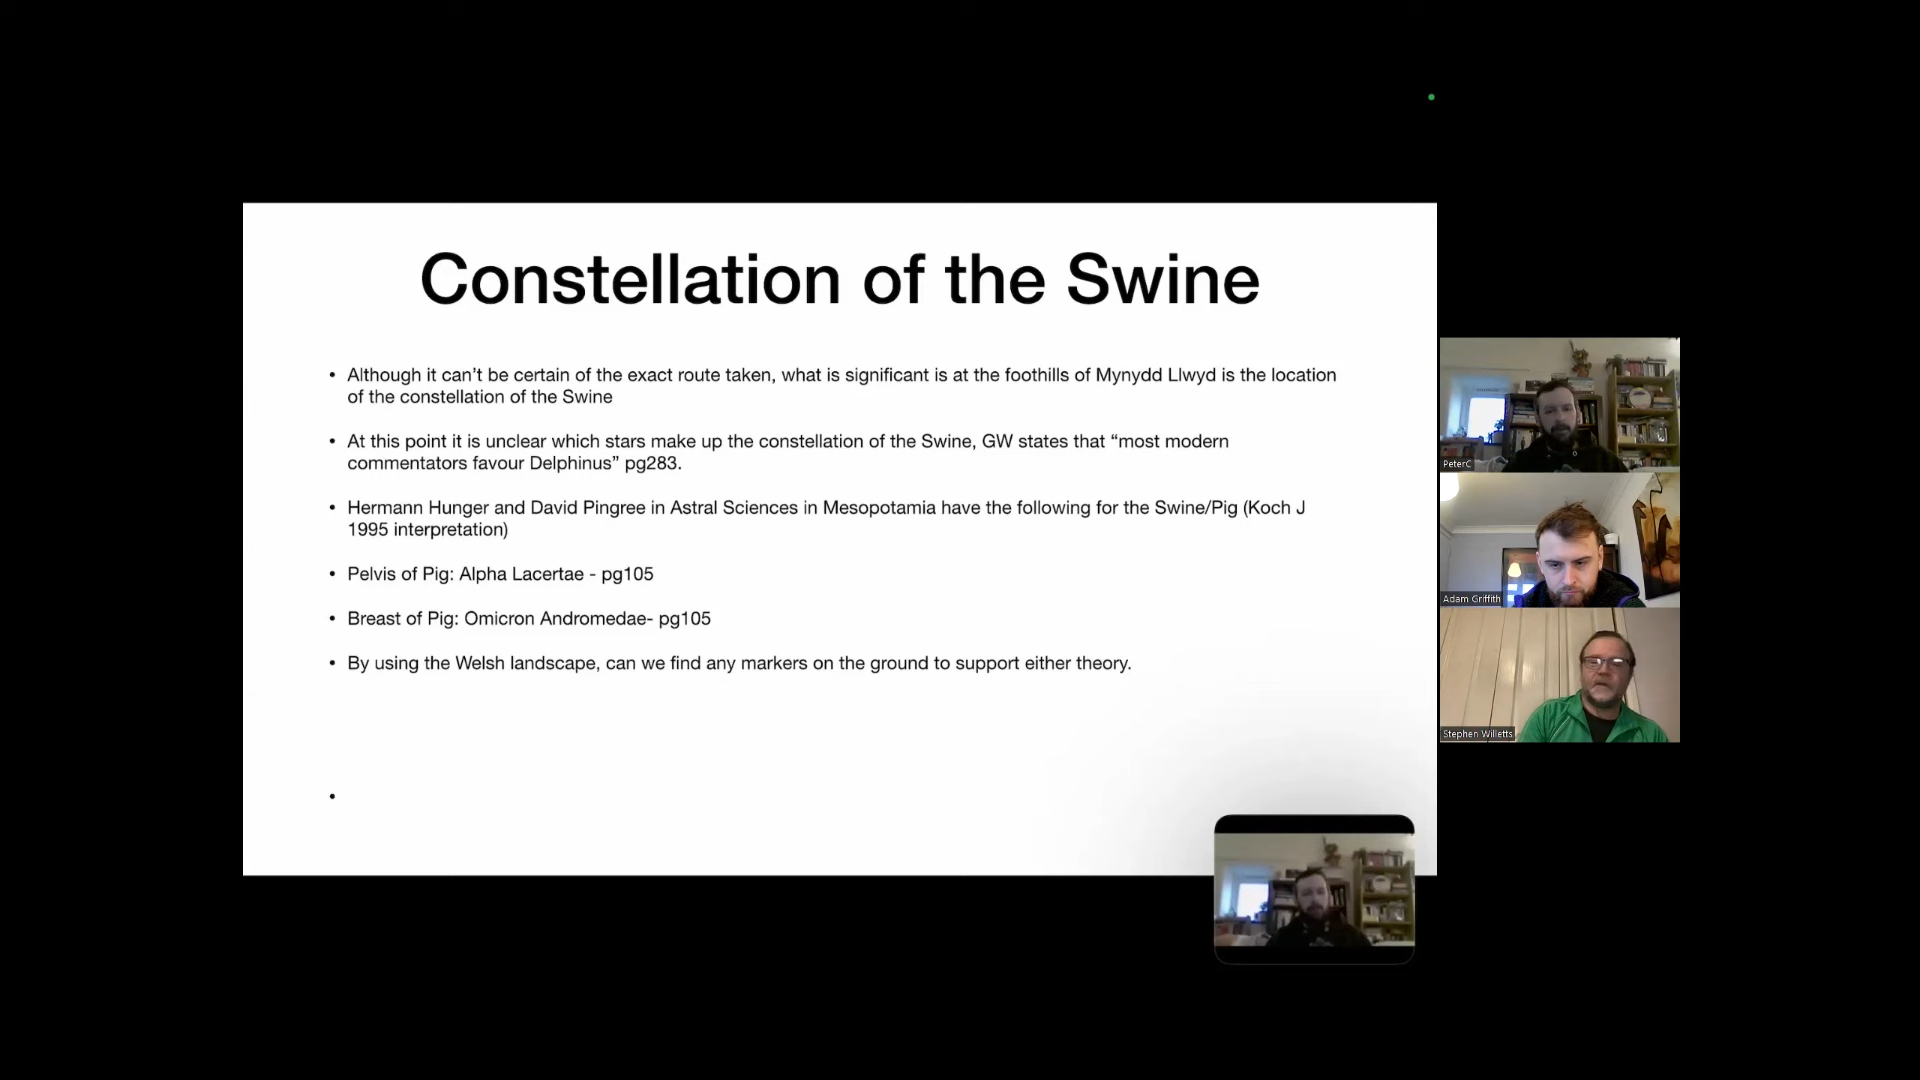 Constellation of the Swine
• Although it can’t be certain of the exact route taken, what is significant is at the foothills of Mynydd Llwyd is the location
of the constellation of the Swine
• At this point it is unclear which stars make up the constellation of the Swine, GW states that “most modern
commentators favour Delphinus” pg283.
• Hermann Hunger and David Pingree in Astral Sciences in Mesopotamia have the following for the Swine/Pig (Koch J
1995 interpretation)
• Pelvis of Pig: Alpha Lacertae - pg105
• Breast of Pig: Omicron Andromedae- pg105
• By using the Welsh landscape, can we find any markers on the ground to support either theory.
•
PeterC
Adam Griffith
Stephen Willetts